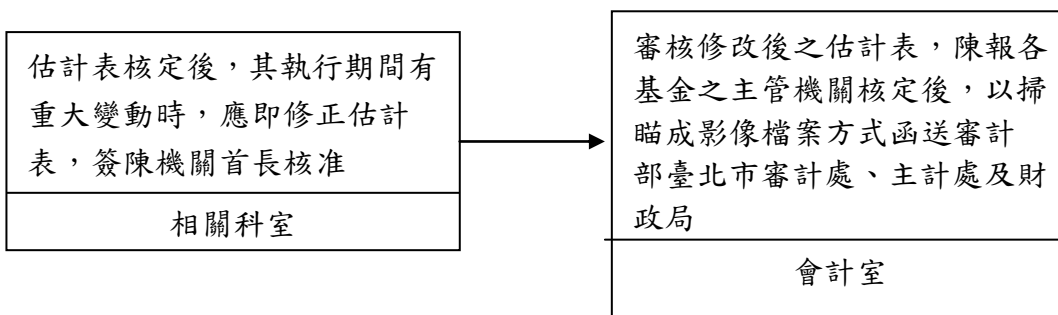 估計表核定後，其執行期間有
重大變動時，應即修正估計
表，簽陳機關首長核准
相關科室
審核修改後之估計表，陳報各
基金之主管機關核定後，以掃
瞄成影像檔案方式函送審計
部臺北市審計處、主計處及財
政局
會計室